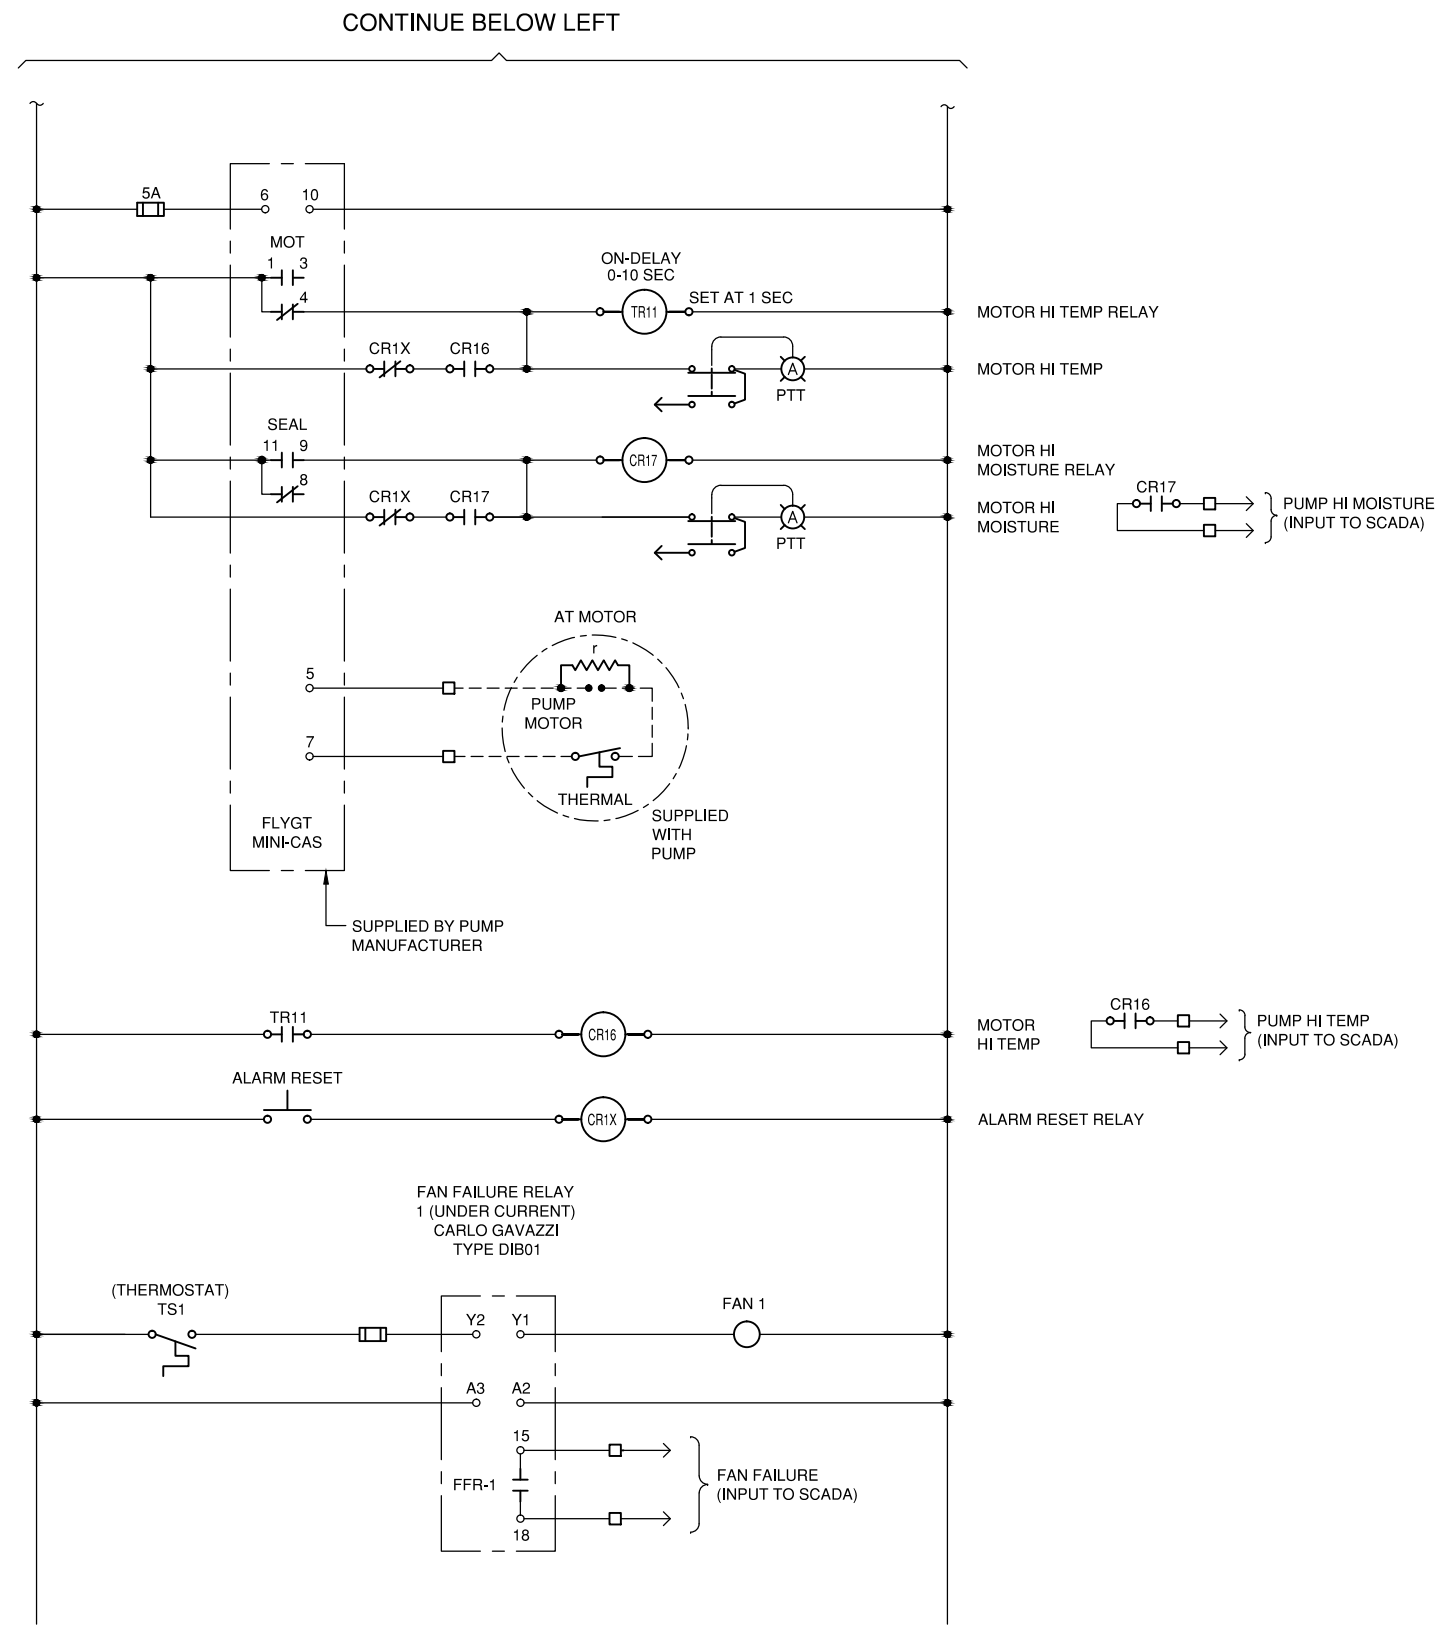 CONTINUE BELOW LEFT
5A
6 10
MOT
1 3
4
ON-DELAY
0-10 SEC
TR11
SET AT 1 SEC
MOTOR HI TEMP RELAY
CR1X CR16
A
PTT
MOTOR HI TEMP
SEAL
11 9
8
CR17
MOTOR HI
MOISTURE RELAY
CR1X CR17
A
PTT
MOTOR HI
MOISTURE
CR17
PUMP HI MOISTURE
(INPUT TO SCADA)
AT MOTOR
r
5
PUMP
MOTOR
7
THERMAL
SUPPLIED
WITH
PUMP
FLYGT
MINI-CAS
SUPPLIED BY PUMP
MANUFACTURER
TR11
CR16
MOTOR
HI TEMP
CR16
PUMP HI TEMP
(INPUT TO SCADA)
ALARM RESET
CR1X
ALARM RESET RELAY
FAN FAILURE RELAY
1 (UNDER CURRENT)
CARLO GAVAZZI
TYPE DIB01
(THERMOSTAT)
TS1
Y2 Y1
FAN 1
A3 A2
15
FFR-1
18
FAN FAILURE
(INPUT TO SCADA)